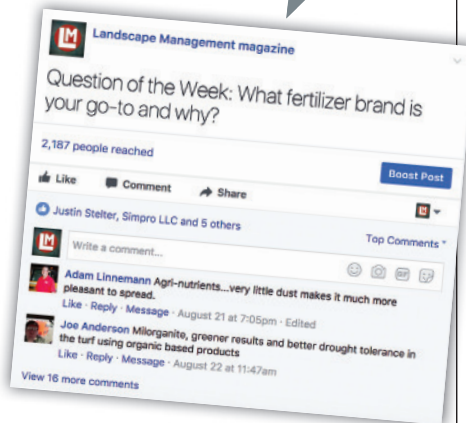 LM Landscape Management magazine
Question of the Week: What fertilizer brand is
your go-to and why?
2,187 people reached
Boost Post
Like Comment Share
LM
Justin Stelter, Simpro LLC and 5 others
Top Comments
LM Write a comment...
GIF
Adam Linnemann Agri-nutrients...very little dust makes it much more
pleasant to spread.
Like · Reply · Message · August 21 at 7:05pm · Edited
Joe Anderson Milorganite, greener results and better drought tolerance in
the turf using organic based products
Like · Reply · Message · August 22 at 11:47am
View 16 more comments